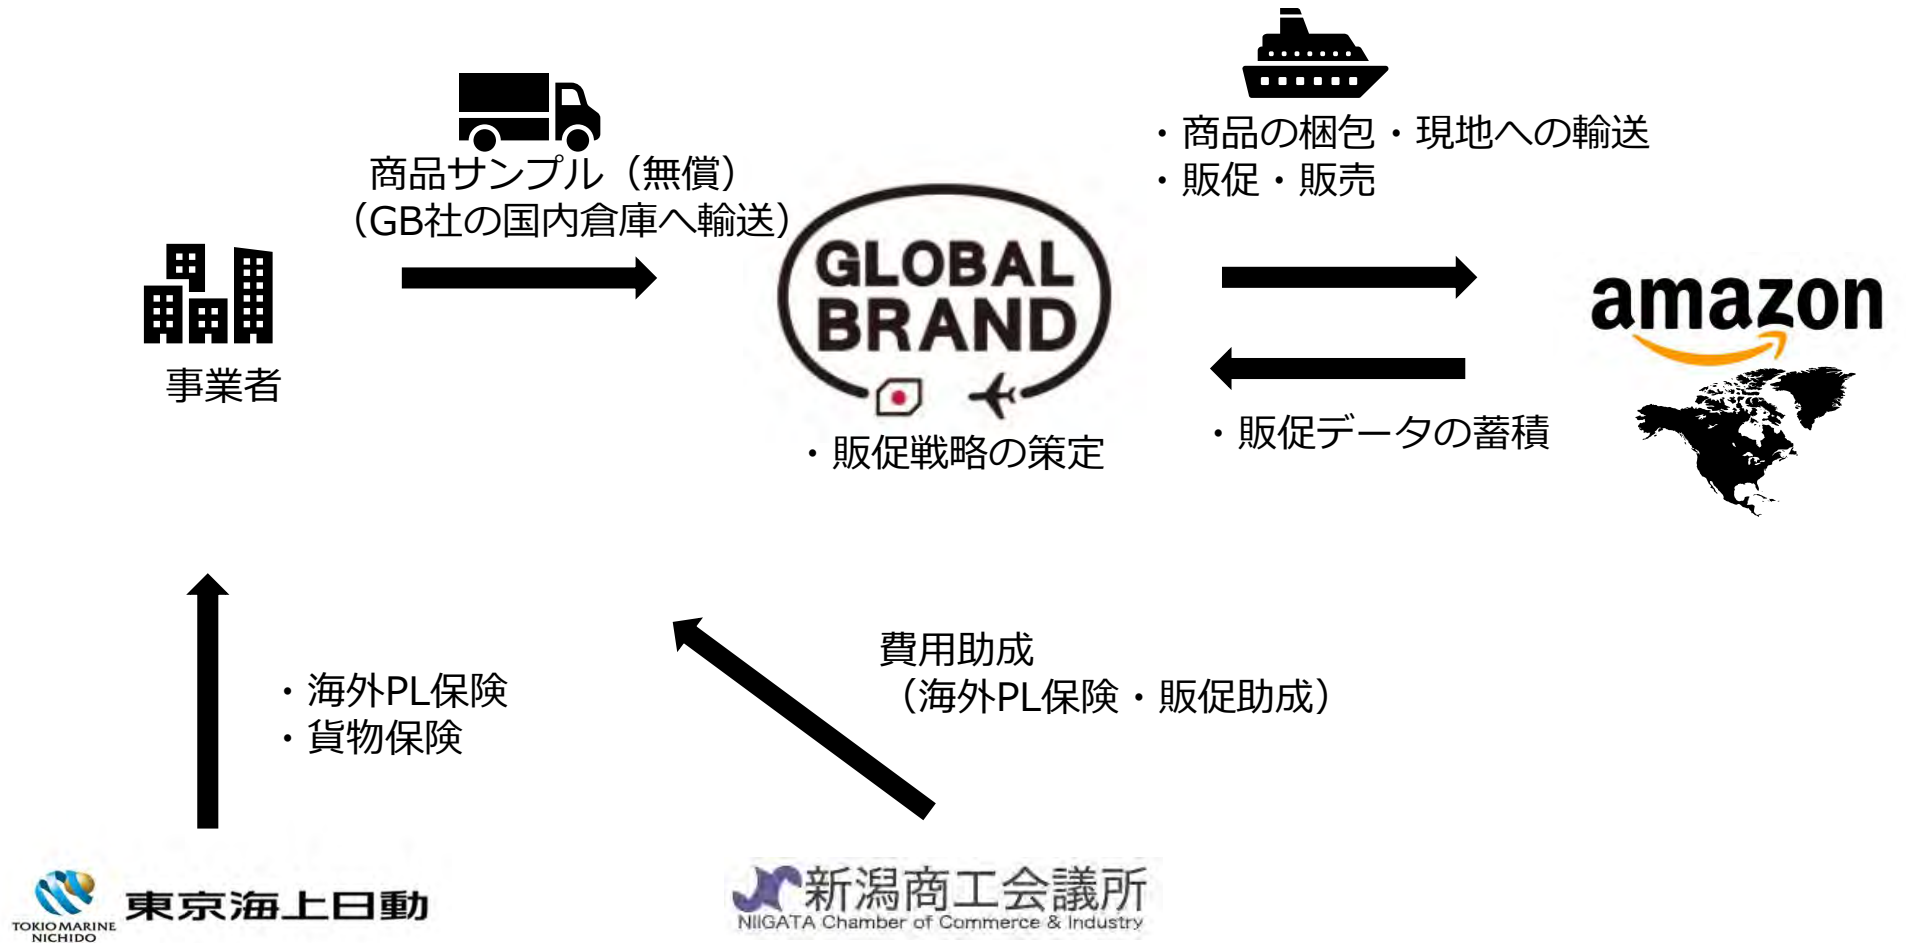 ・商品の梱包・現地への輸送
・販促・販売
商品サンプル（無償）
（GB社の国内倉庫へ輸送）
GLOBAL
BRAND
amazon
事業者
・販促戦略の策定
・販促データの蓄積
費用助成
（海外PL保険・販促助成）
・海外PL保険
・貨物保険
東京海上日動
TOKIO MARINE
NICHIDO
新潟商工会議所
NIIGATA Chamber of Commerce & Industry